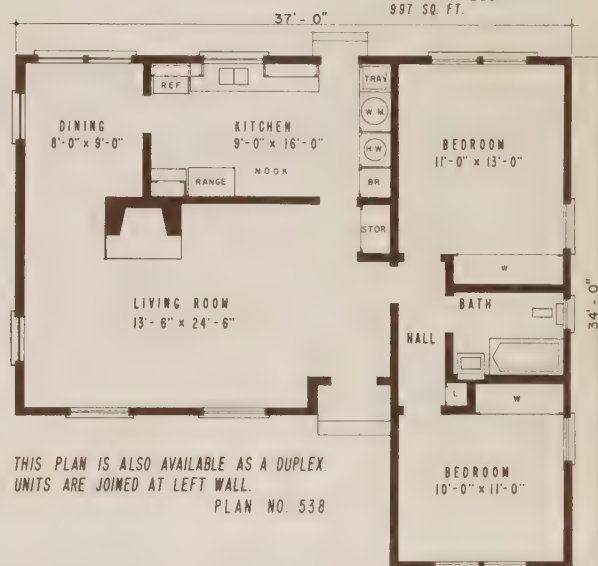 997 SQ. FT.
37'-0"
REF
TRAY
W.M.
H.W.
BR
STOR
DINING
8'-0" x 9'-0"
KITCHEN
9'-0" x 16'-0"
NOOK
RANGE
BEDROOM
11'-0" x 13'-0"
W
BATH
34'-0"
LIVING ROOM
13'-6" x 24'-6"
HALL
L
W
THIS PLAN IS ALSO AVAILABLE AS A DUPLEX.
UNITS ARE JOINED AT LEFT WALL.
PLAN NO. 538
BEDROOM
10'-0" x 11'-0"